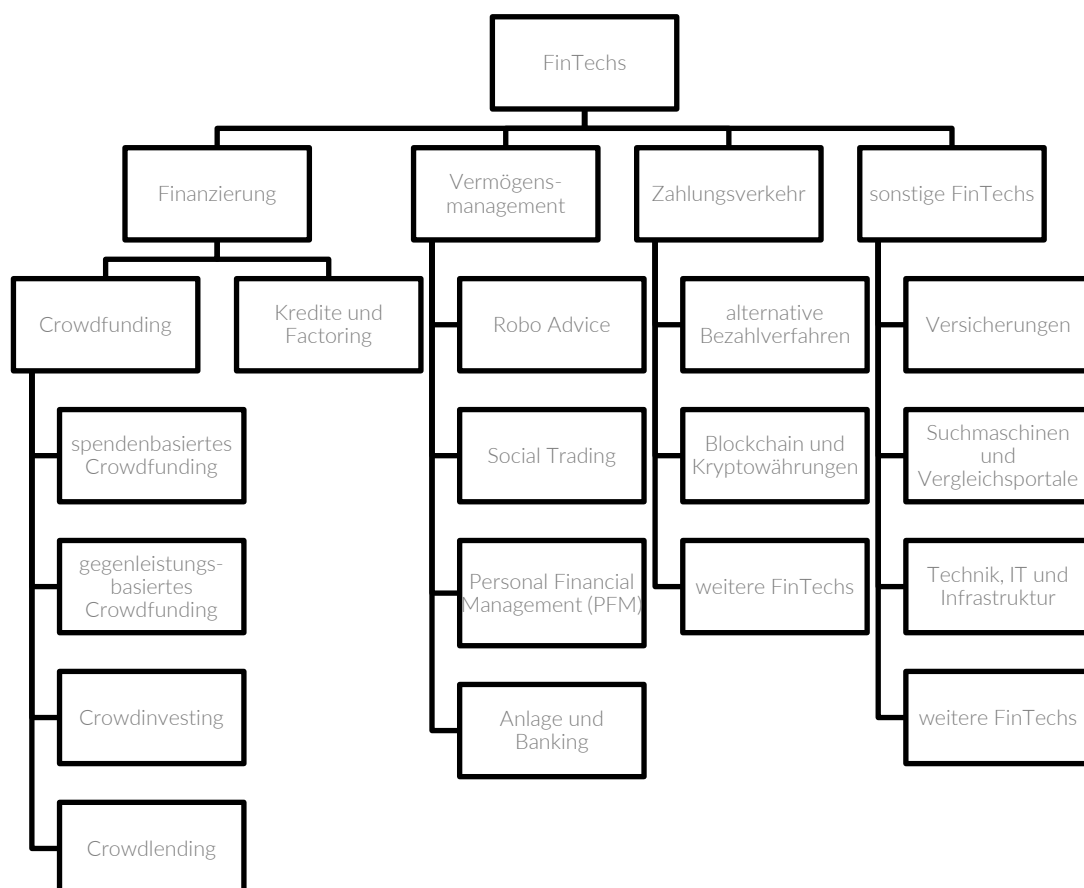 FinTechs
Finanzierung
Vermögens-
management
Zahlungsverkehr
sonstige FinTechs
Crowdfunding
Kredite und
Factoring
Robo Advice
alternative
Bezahlverfahren
Versicherungen
spendenbasiertes
Crowdfunding
Social Trading
Blockchain und
Kryptowährungen
Suchmaschinen
und
Vergleichsportale
gegenleistungs-
basiertes
Crowdfunding
Personal Financial
Management (PFM)
weitere FinTechs
Technik, IT und
Infrastruktur
Crowdinvesting
Anlage und
Banking
weitere FinTechs
Crowdlending